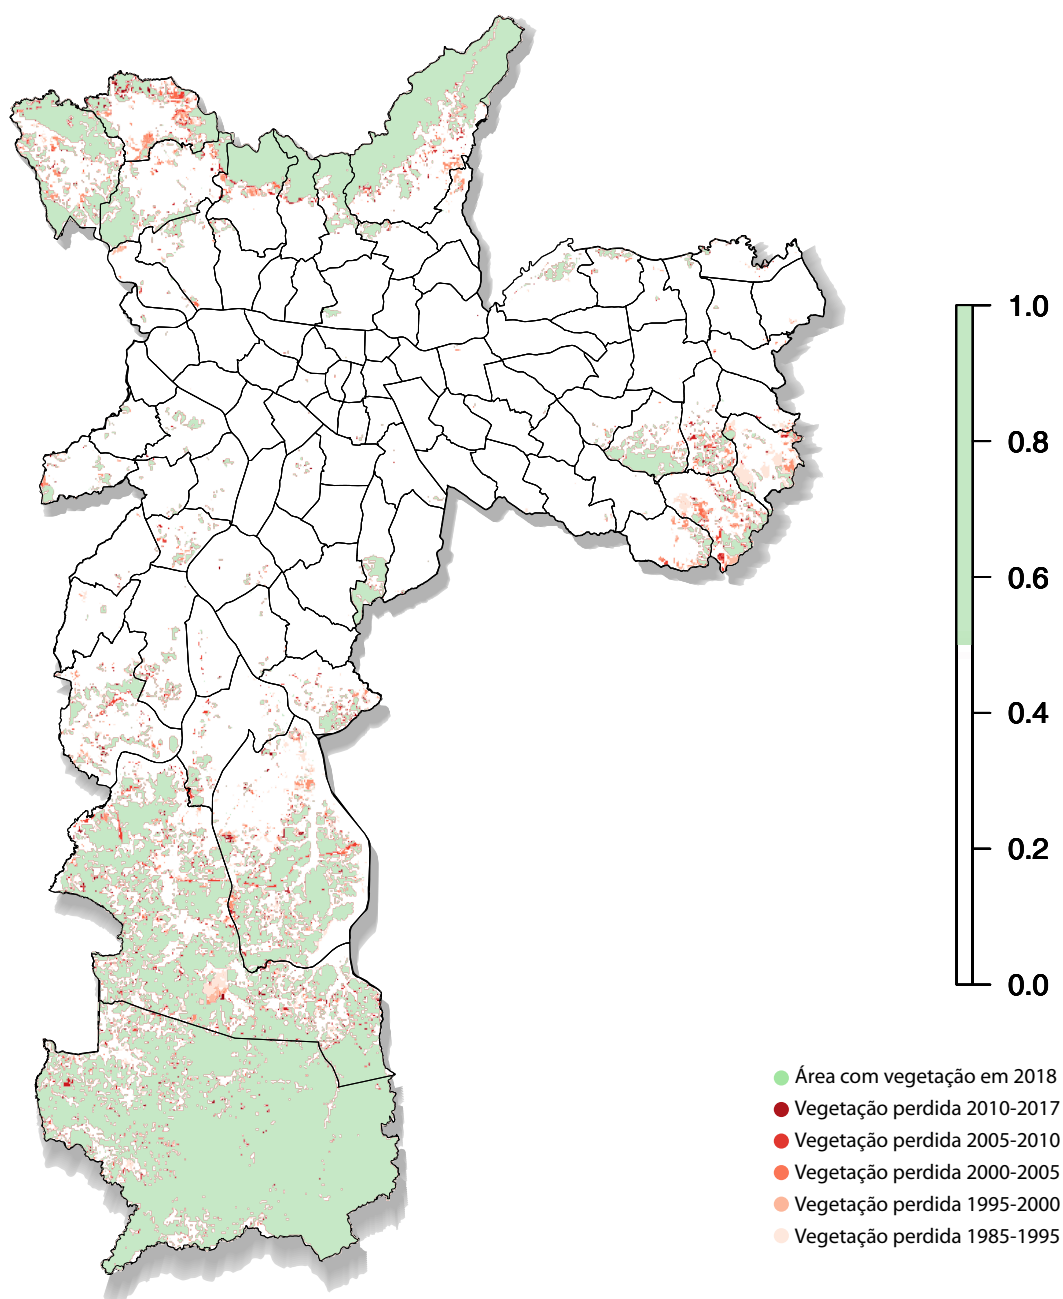 1.0
0.8
0.6
0.4
0.2
0.0
Área com vegetação em 2018
Vegetação perdida 2010-2017
Vegetação perdida 2005-2010
Vegetação perdida 2000-2005
Vegetação perdida 1995-2000
Vegetação perdida 1985-1995